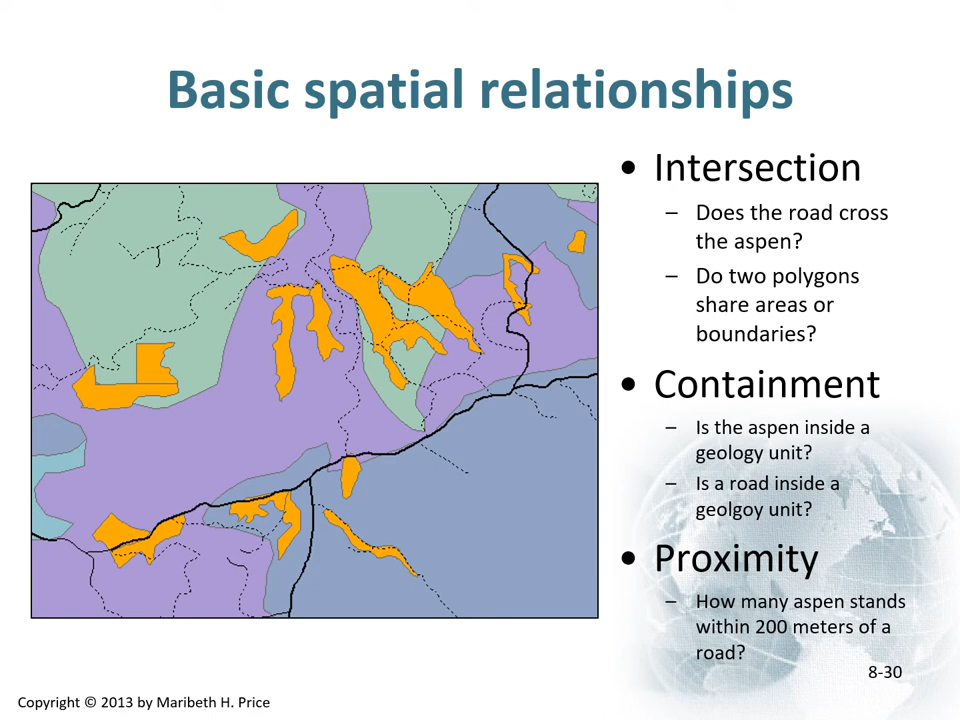 Basic spatial relationships
• Intersection
– Does the road cross
the aspen?
– Do two polygons
share areas or
boundaries?
• Containment
– Is the aspen inside a
geology unit?
– Is a road inside a
geolgoy unit?
• Proximity
– How many aspen stands
within 200 meters of a
road?
8-30
Copyright © 2013 by Maribeth H. Price